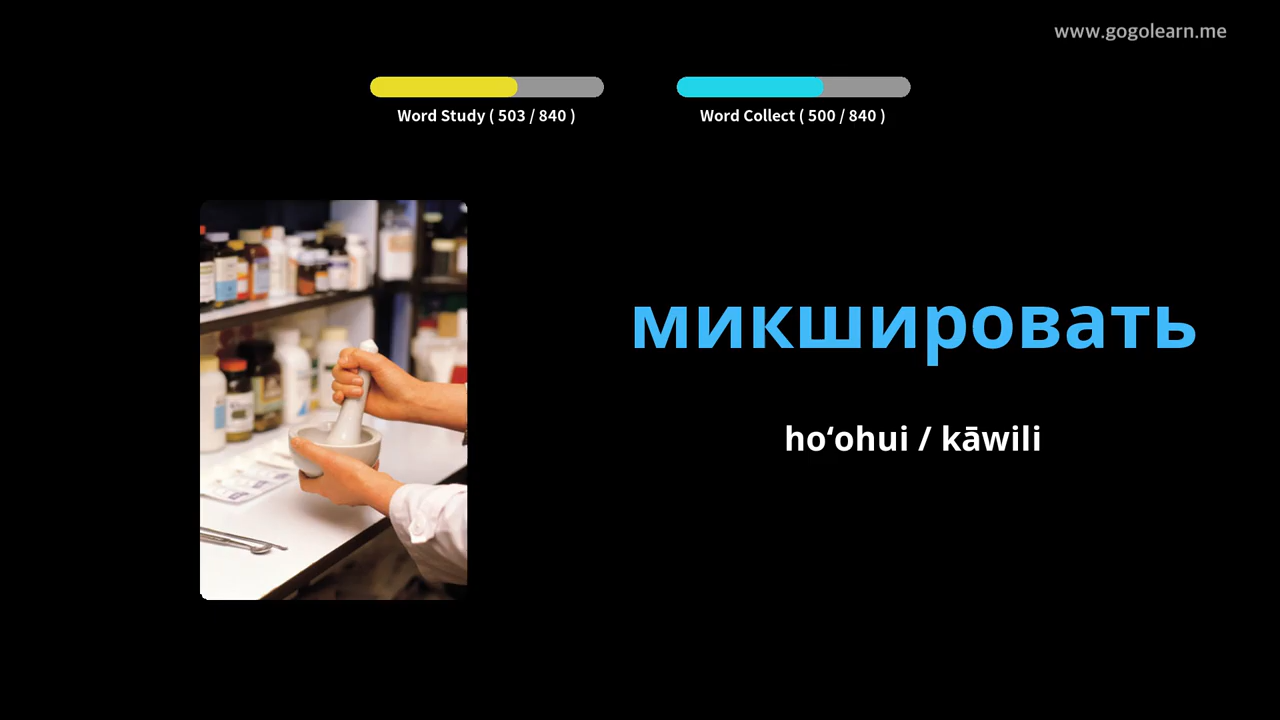 www.gogolearn.me
Word Study ( 503 / 840 )
Word Collect ( 500 / 840 )
микшировать
hoʻohui / kāwili